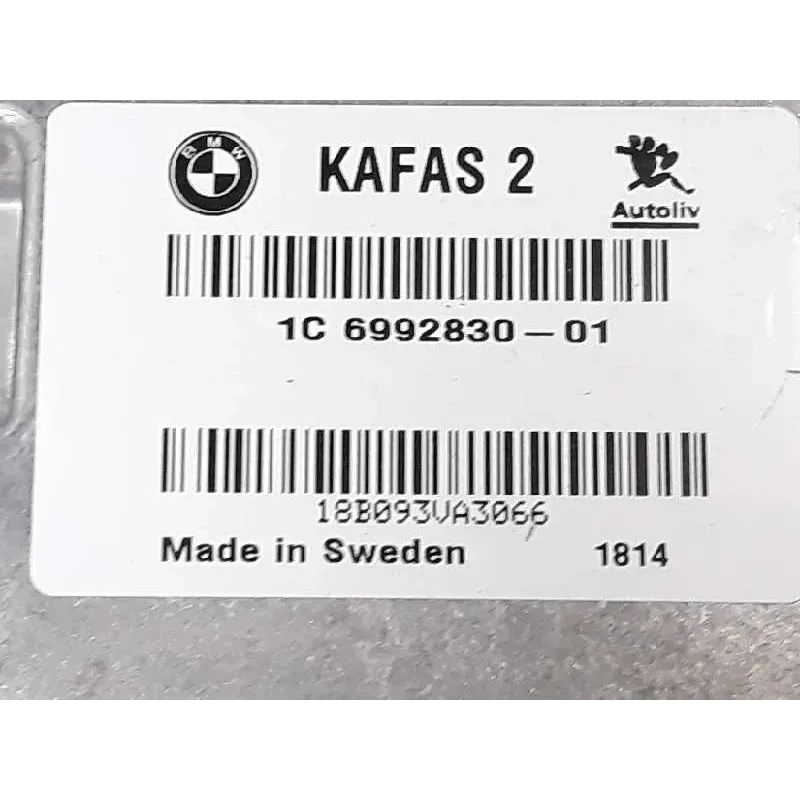 BMW KAFAS 2
Autoliv
1C 6992830-01
18B093VA3066
Made in Sweden 1814